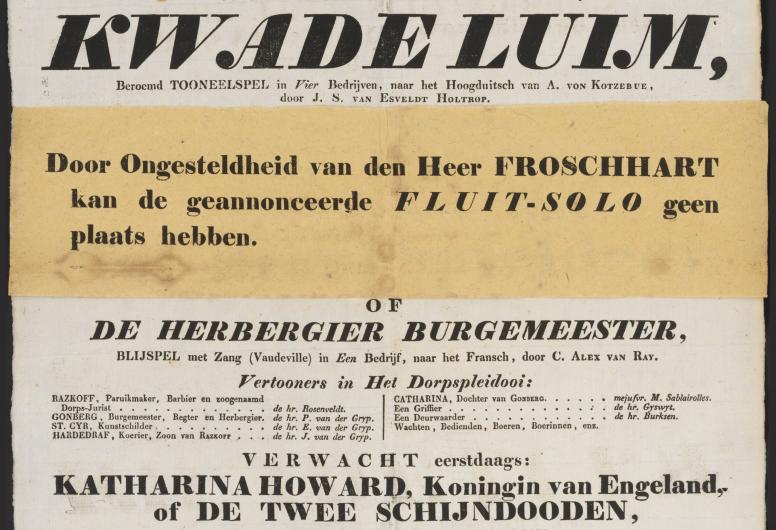 KWADE LUIM,
Beroemd TOONEELSPEL in Vier Bedrijven, naar het Hoogduitsch van A. VON KOTZEBUE,
door J. S. VAN ESVELDT HOLTROP.
Door Ongesteldheid van den Heer FROSCHHART
kan de geannonceerde FLUIT-SOLO geen
plaats hebben.
OF
DE HERBERGIER BURGEMEESTER,
BLIJSPEL met Zang (Vaudeville) in Een Bedrijf, naar het Fransch, door C. ALEX VAN RAY.
Vertooners in Het Dorpspleidooi:
RAZKOFF, Paruikmaker, Barbier en zoogenaamd
Dorps-Jurist . . . . . . . . . . . . . . . . de hr. Rosenveldt.
GONBERG, Burgemeester, Regter en Herbergier. de hr. P. van der Gryp.
ST. CYR, Kunstschilder. . . . . . . . . . . . de hr. E. van der Gryp.
HARDEDRAF, Koerier, Zoon van RAZKOFF . . . de hr. J. van der Gryp.
CATHARINA, Dochter van GONBERG. . . . . . mejufvr. M. Sablairolles.
Een Griffier . . . . . . . . . . . . . . . . de hr. Gyswyt.
Een Deurwaarder . . . . . . . . . . . . . . de hr. Burksen.
Wachten, Bedienden, Boeren, Boerinnen, enz.
VERWACHT eerstdaags:
KATHARINA HOWARD, Koningin van Engeland,
of DE TWEE SCHIJNDOODEN,